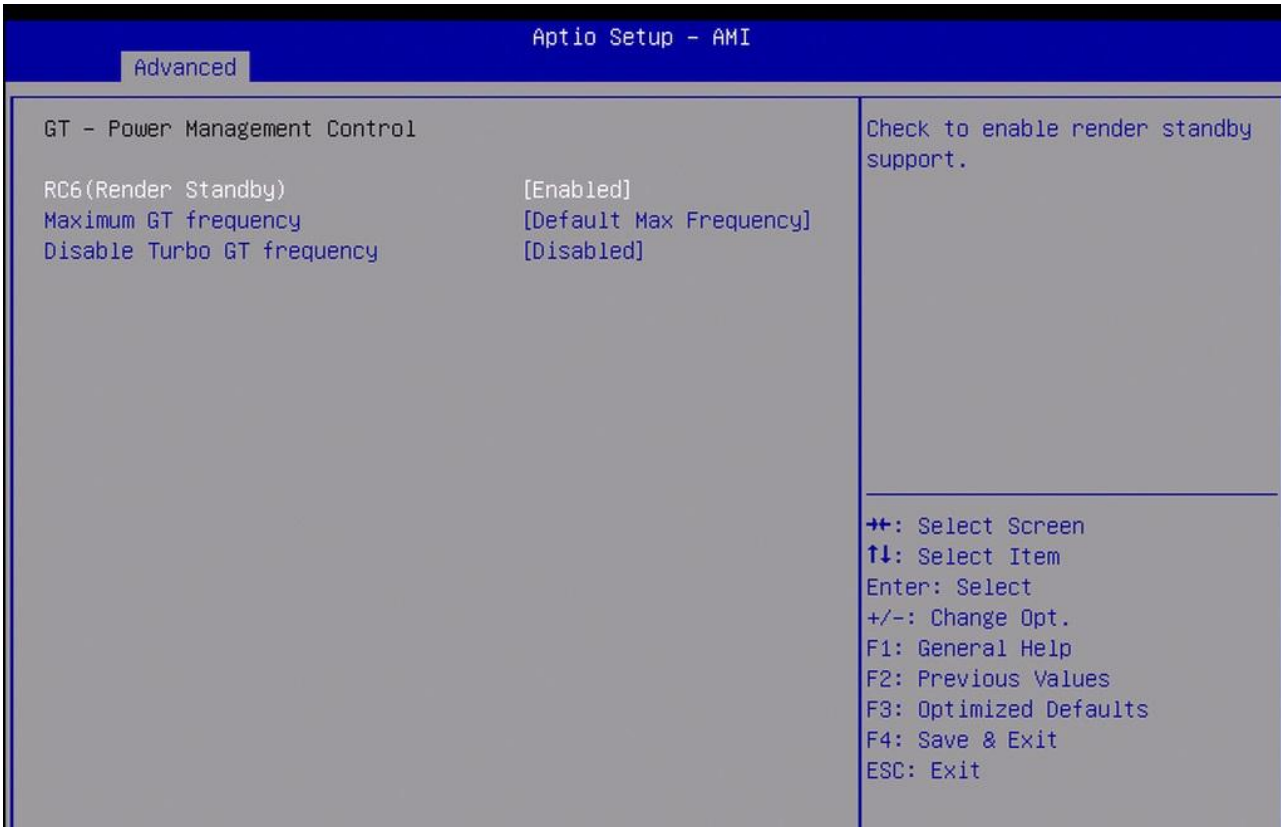 Aptio Setup – AMI
Advanced
GT – Power Management Control
RC6(Render Standby) [Enabled]
Maximum GT frequency [Default Max Frequency]
Disable Turbo GT frequency [Disabled]
Check to enable render standby
support.
→←: Select Screen
↑↓: Select Item
Enter: Select
+/-: Change Opt.
F1: General Help
F2: Previous Values
F3: Optimized Defaults
F4: Save & Exit
ESC: Exit